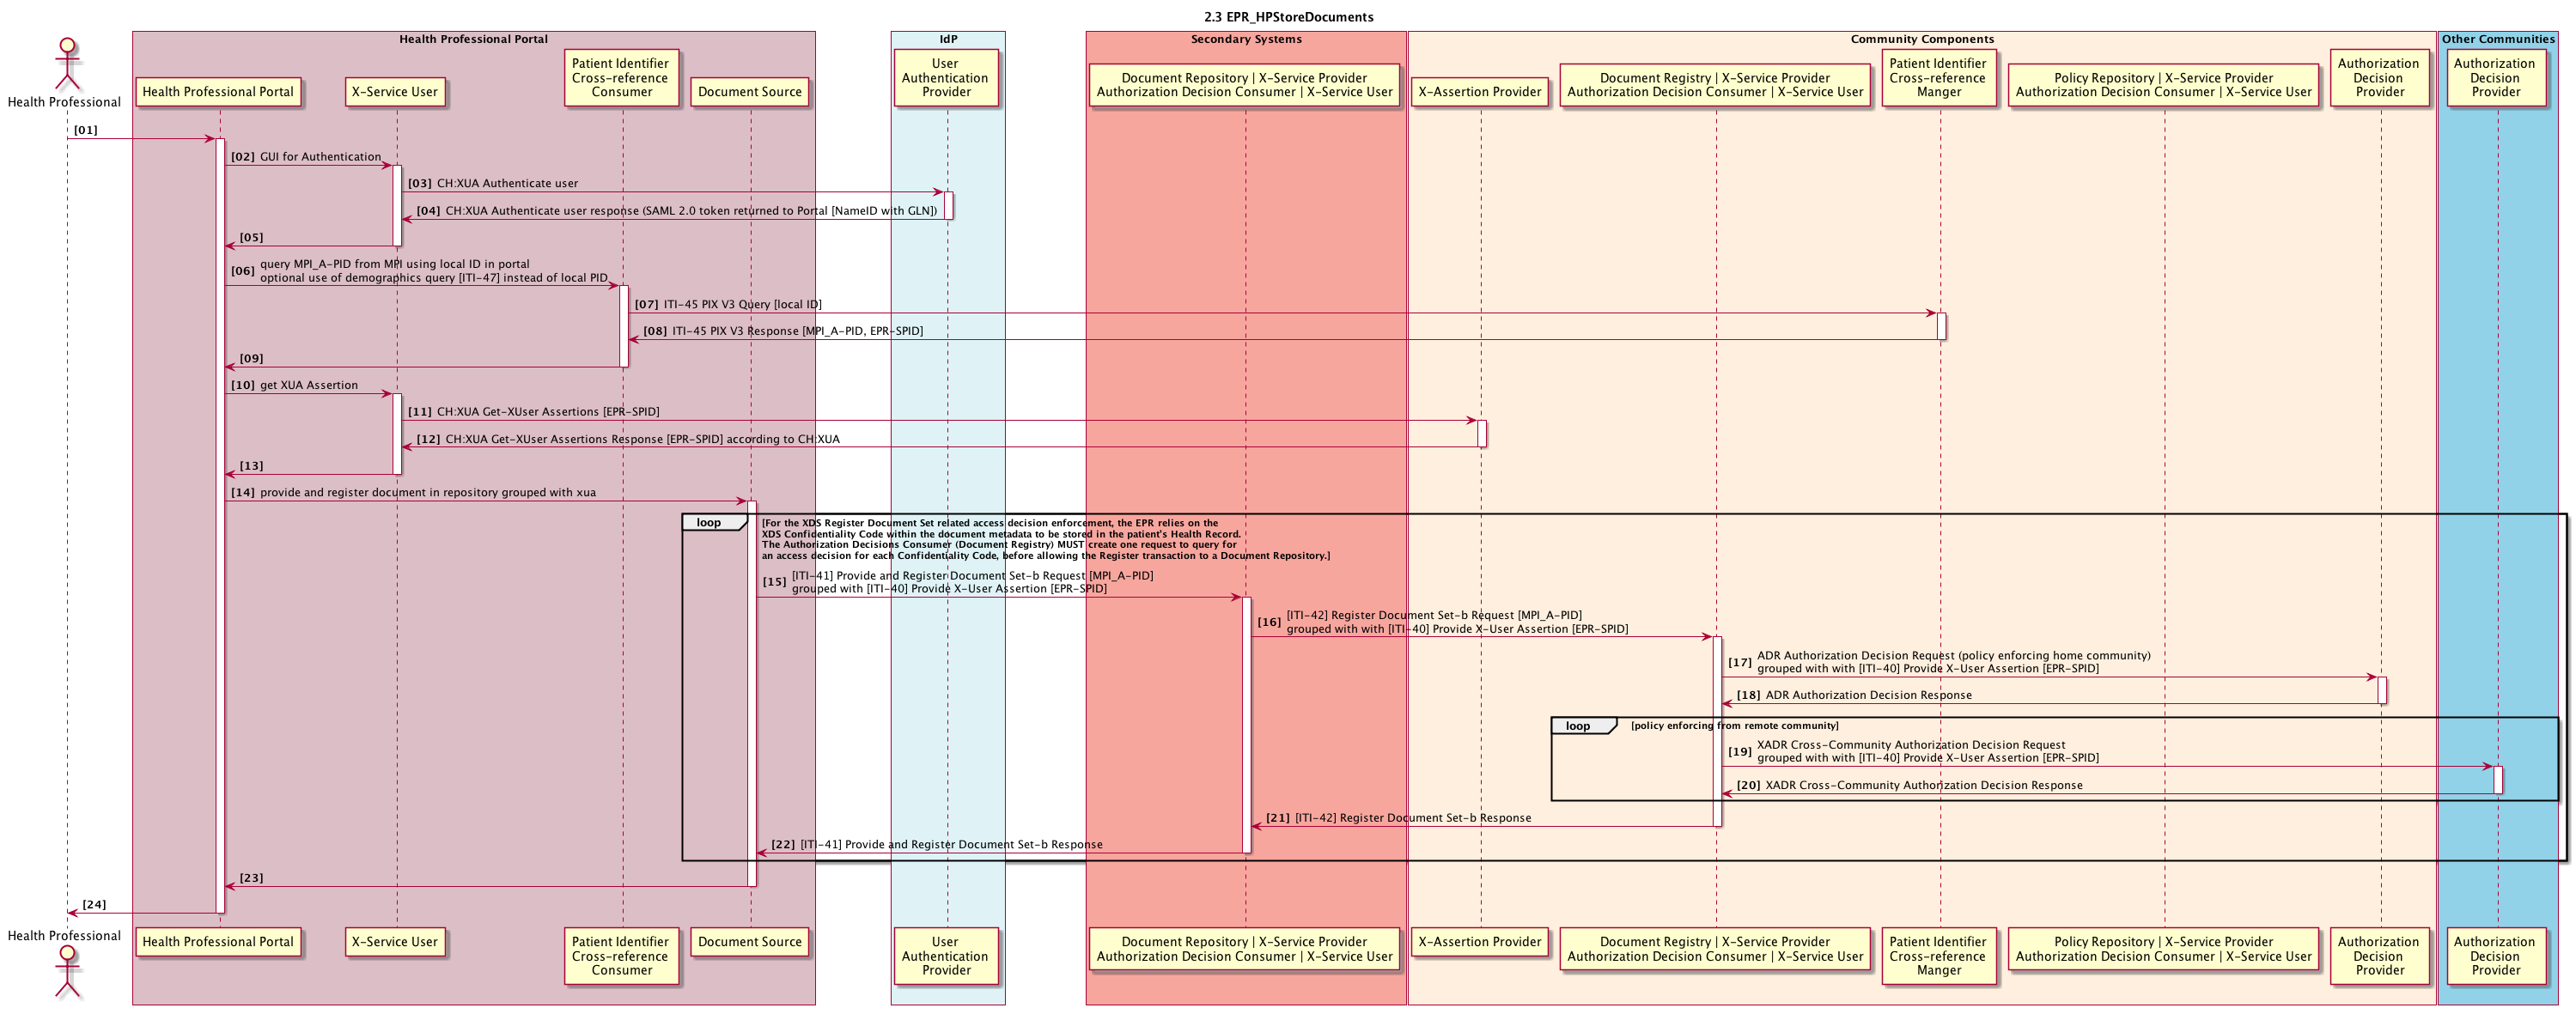 2.3 EPR_HPStoreDocuments
Health Professional Portal
IdP
Secondary Systems
Community Components
Other Communities
Health Professional
Health Professional Portal
X-Service User
Patient Identifier
Cross-reference
Consumer
Document Source
User
Authentication
Provider
Document Repository | X-Service Provider
Authorization Decision Consumer | X-Service User
X-Assertion Provider
Document Registry | X-Service Provider
Authorization Decision Consumer | X-Service User
Patient Identifier
Cross-reference
Manger
Policy Repository | X-Service Provider
Authorization Decision Consumer | X-Service User
Authorization
Decision
Provider
Authorization
Decision
Provider
[01]
[02] GUI for Authentication
[03] CH:XUA Authenticate user
[04] CH:XUA Authenticate user response (SAML 2.0 token returned to Portal [NameID with GLN])
[05]
[06] query MPI_A-PID from MPI using local ID in portal
optional use of demographics query [ITI-47] instead of local PID
[07] ITI-45 PIX V3 Query [local ID]
[08] ITI-45 PIX V3 Response [MPI_A-PID, EPR-SPID]
[09]
[10] get XUA Assertion
[11] CH:XUA Get-XUser Assertions [EPR-SPID]
[12] CH:XUA Get-XUser Assertions Response [EPR-SPID] according to CH:XUA
[13]
[14] provide and register document in repository grouped with xua
loop
[For the XDS Register Document Set related access decision enforcement, the EPR relies on the
XDS Confidentiality Code within the document metadata to be stored in the patient's Health Record.
The Authorization Decisions Consumer (Document Registry) MUST create one request to query for
an access decision for each Confidentiality Code, before allowing the Register transaction to a Document Repository.]
[15] [ITI-41] Provide and Register Document Set-b Request [MPI_A-PID]
grouped with [ITI-40] Provide X-User Assertion [EPR-SPID]
[16] [ITI-42] Register Document Set-b Request [MPI_A-PID]
grouped with with [ITI-40] Provide X-User Assertion [EPR-SPID]
[17] ADR Authorization Decision Request (policy enforcing home community)
grouped with with [ITI-40] Provide X-User Assertion [EPR-SPID]
[18] ADR Authorization Decision Response
loop
[policy enforcing from remote community]
[19] XADR Cross-Community Authorization Decision Request
grouped with with [ITI-40] Provide X-User Assertion [EPR-SPID]
[20] XADR Cross-Community Authorization Decision Response
[21] [ITI-42] Register Document Set-b Response
[22] [ITI-41] Provide and Register Document Set-b Response
[23]
[24]
Health Professional
Health Professional Portal
X-Service User
Patient Identifier
Cross-reference
Consumer
Document Source
User
Authentication
Provider
Document Repository | X-Service Provider
Authorization Decision Consumer | X-Service User
X-Assertion Provider
Document Registry | X-Service Provider
Authorization Decision Consumer | X-Service User
Patient Identifier
Cross-reference
Manger
Policy Repository | X-Service Provider
Authorization Decision Consumer | X-Service User
Authorization
Decision
Provider
Authorization
Decision
Provider